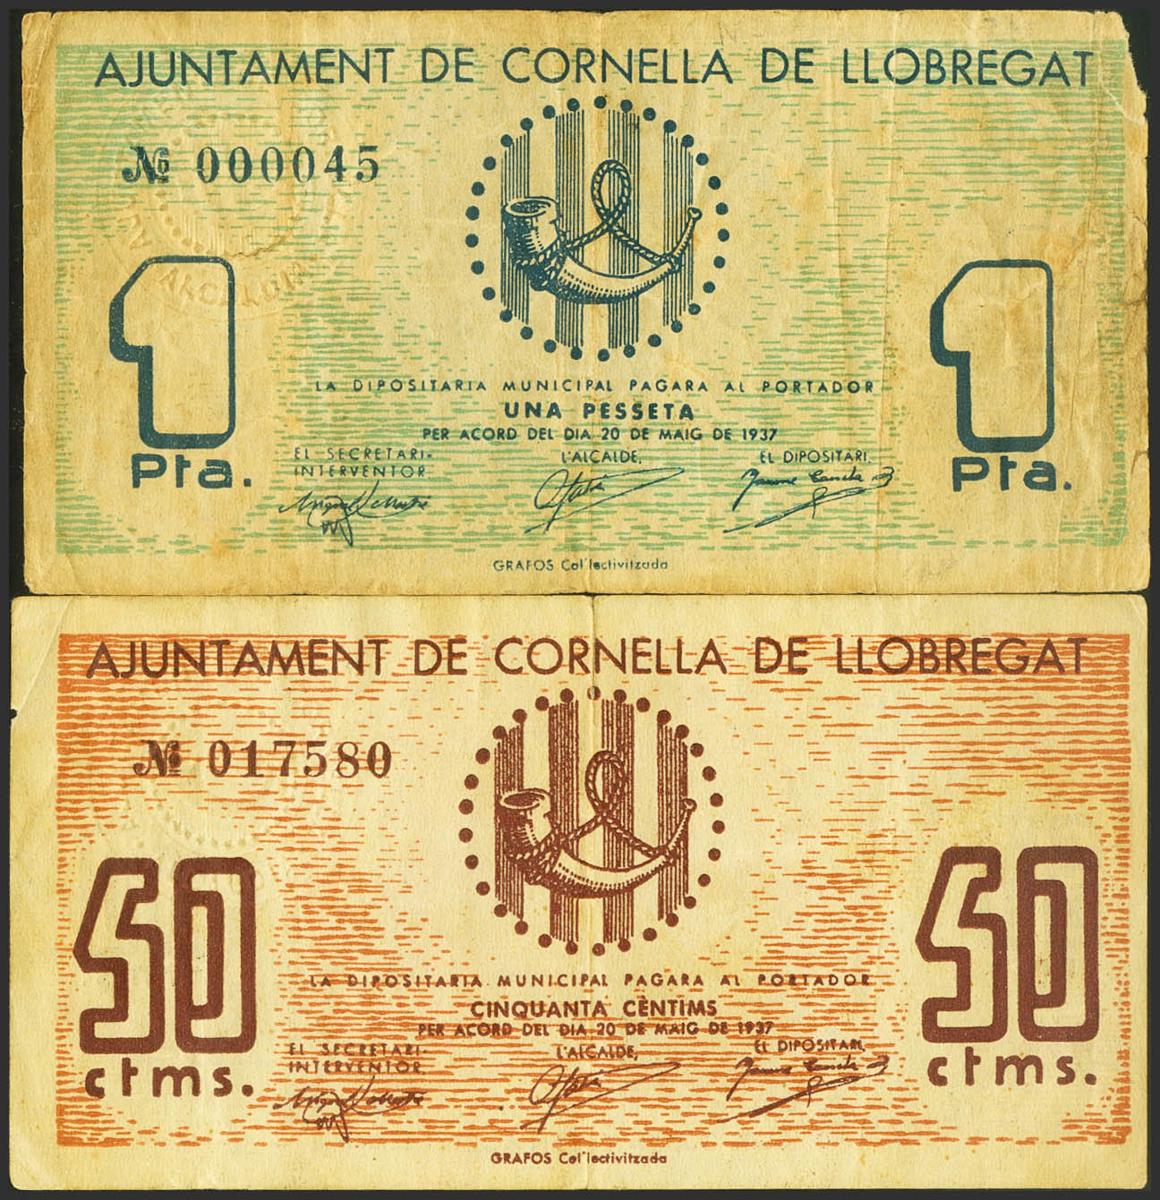 AJUNTAMENT DE CORNELLA DE LLOBREGAT
№ 000045
ALCALDIA
1 1
Pta. Pta.
LA DIPOSITARIA MUNICIPAL PAGARA AL PORTADOR
UNA PESSETA
PER ACORD DEL DIA 20 DE MAIG DE 1937
EL SECRETARI- L'ALCALDE, EL DIPOSITARI,
INTERVENTOR
GRAFOS Col·lectivitzada
AJUNTAMENT DE CORNELLA DE LLOBREGAT
№ 017580
50 50
ctms. ctms.
LA DIPOSITARIA MUNICIPAL PAGARA AL PORTADOR
CINQUANTA CÈNTIMS
PER ACORD DEL DIA 20 DE MAIG DE 1937
EL SECRETARI- L'ALCALDE, EL DIPOSITARI,
INTERVENTOR
GRAFOS Col·lectivitzada